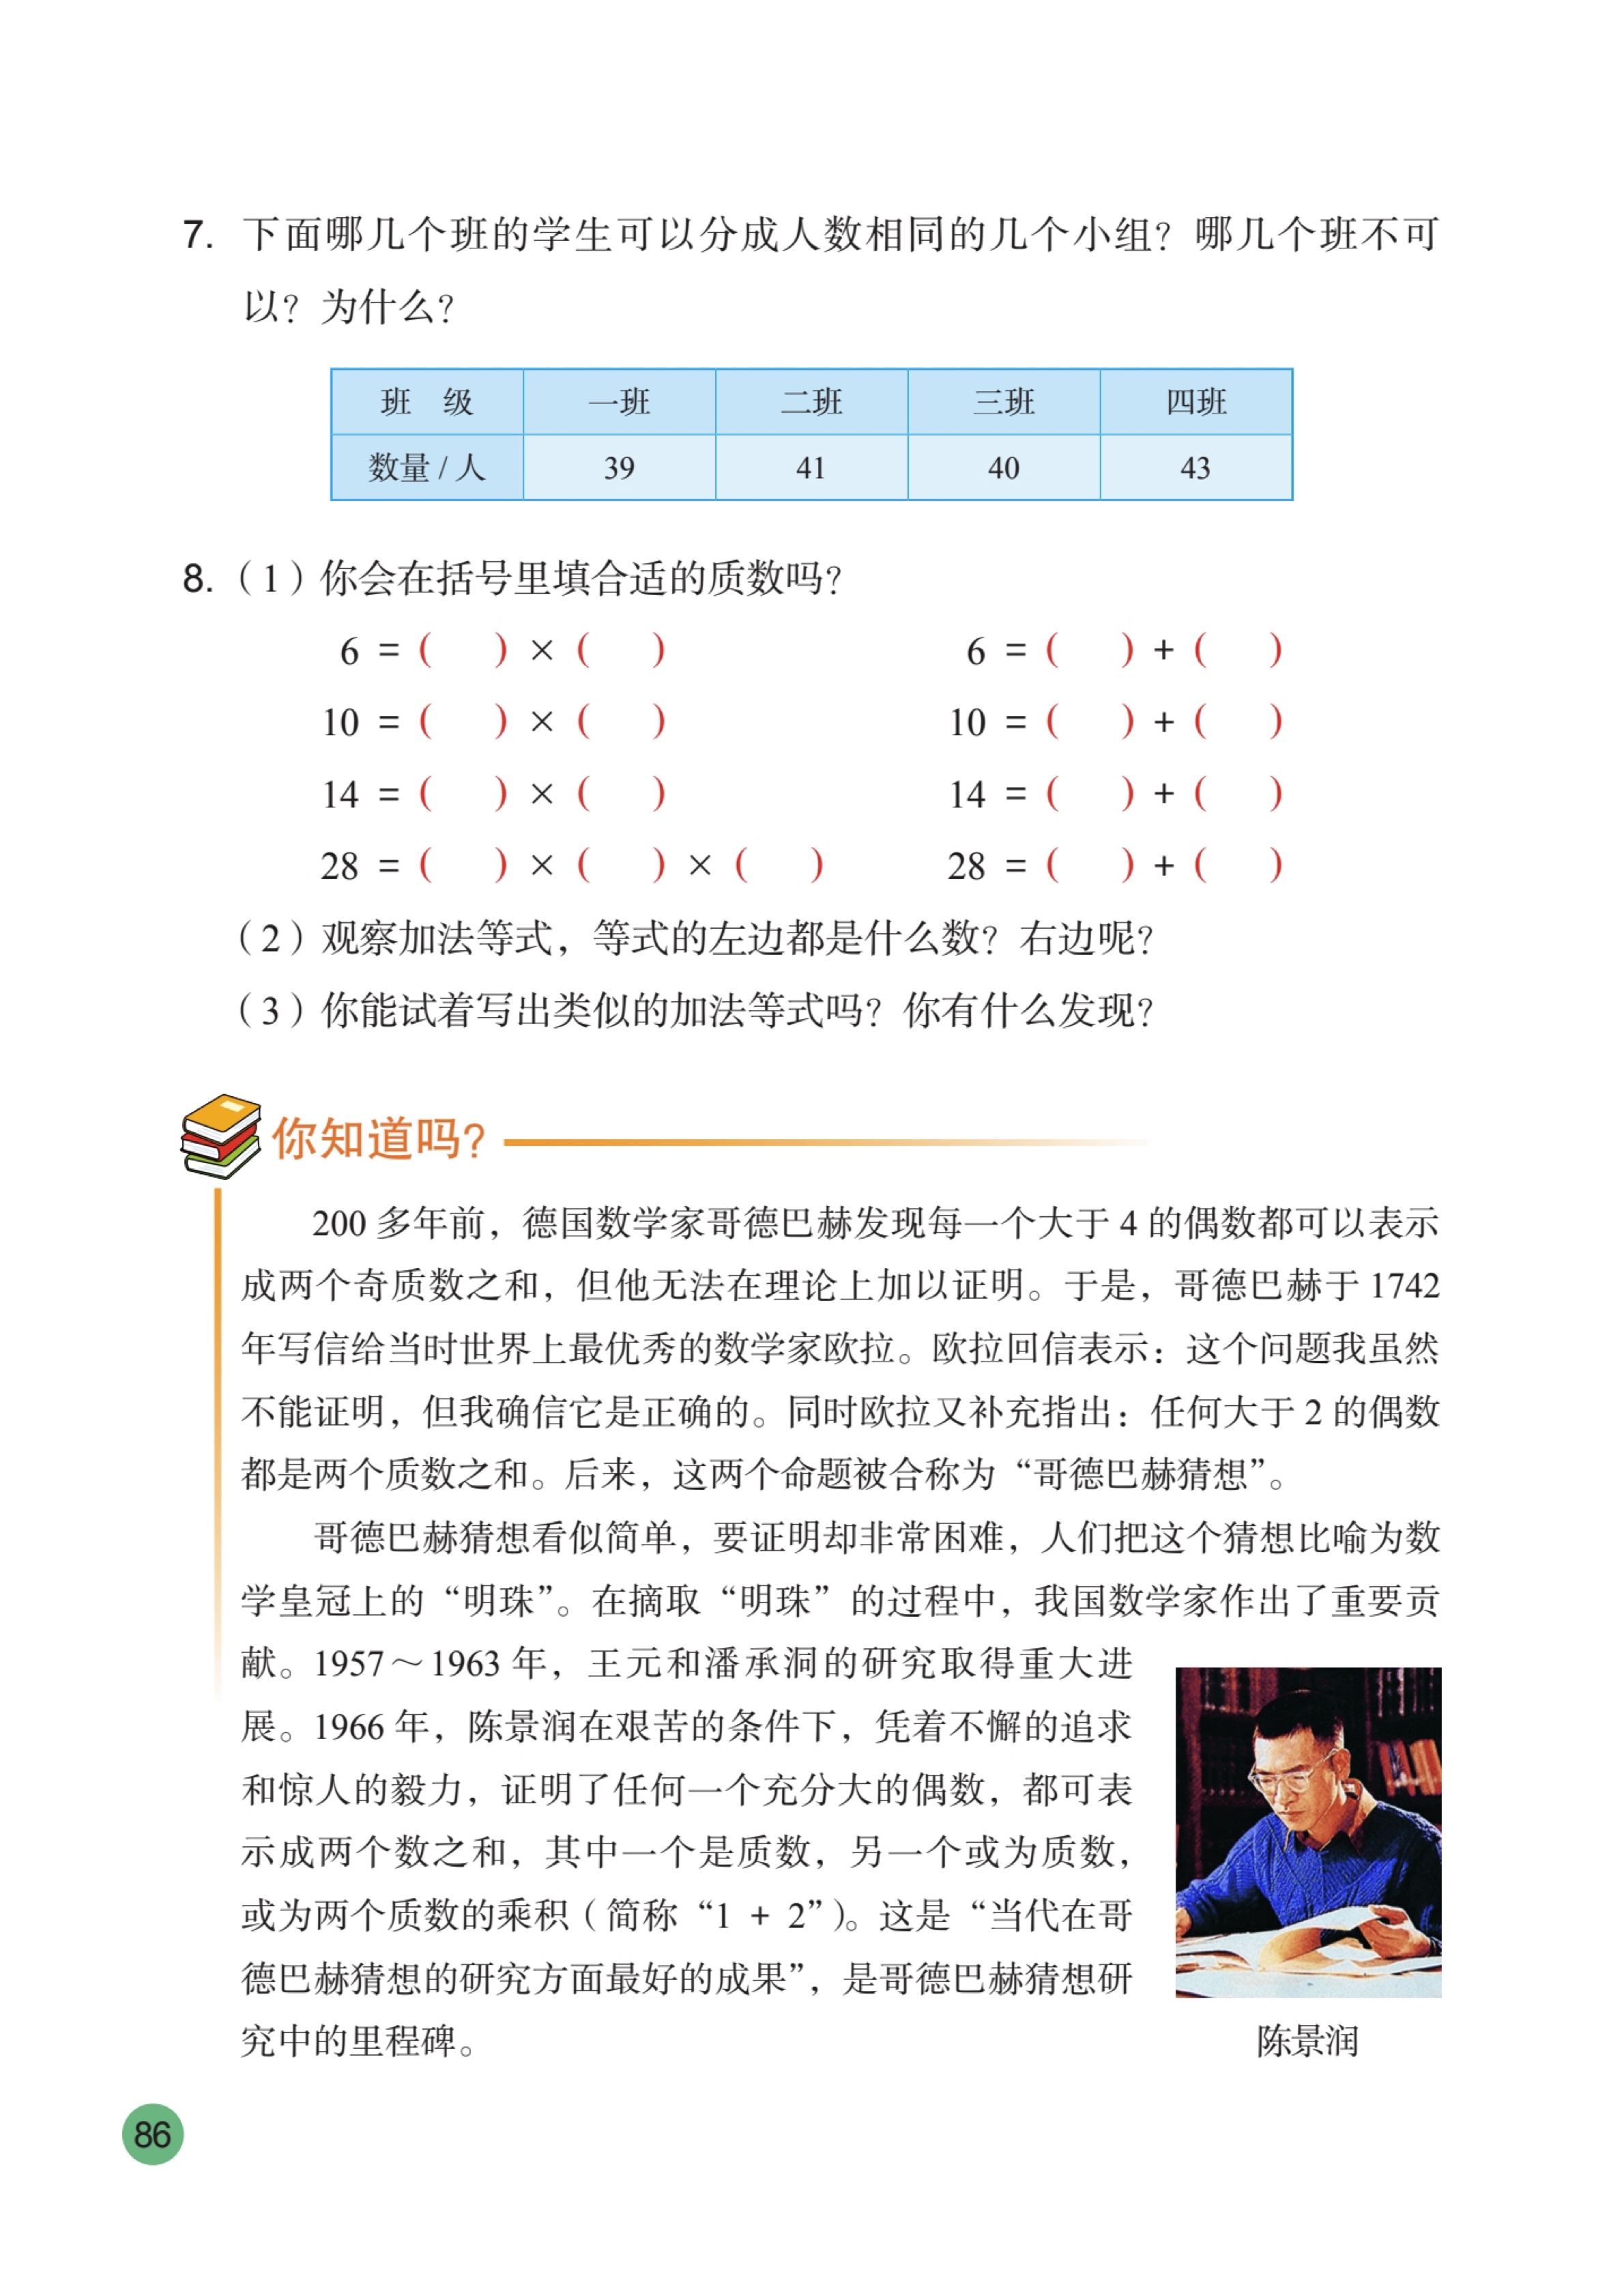 7. 下面哪几个班的学生可以分成人数相同的几个小组？哪几个班不可
以？为什么？
班 级 一班 二班 三班 四班
数量 / 人 39 41 40 43
8.（1）你会在括号里填合适的质数吗？
6 = ( ) × ( ) 6 = ( ) + ( )
10 = ( ) × ( ) 10 = ( ) + ( )
14 = ( ) × ( ) 14 = ( ) + ( )
28 = ( ) × ( ) × ( ) 28 = ( ) + ( )
（2）观察加法等式，等式的左边都是什么数？右边呢？
（3）你能试着写出类似的加法等式吗？你有什么发现？
你知道吗？
200 多年前，德国数学家哥德巴赫发现每一个大于 4 的偶数都可以表示
成两个奇质数之和，但他无法在理论上加以证明。于是，哥德巴赫于 1742
年写信给当时世界上最优秀的数学家欧拉。欧拉回信表示：这个问题我虽然
不能证明，但我确信它是正确的。同时欧拉又补充指出：任何大于 2 的偶数
都是两个质数之和。后来，这两个命题被合称为“哥德巴赫猜想”。
哥德巴赫猜想看似简单，要证明却非常困难，人们把这个猜想比喻为数
学皇冠上的“明珠”。在摘取“明珠”的过程中，我国数学家作出了重要贡
献。1957～1963 年，王元和潘承洞的研究取得重大进
展。1966 年，陈景润在艰苦的条件下，凭着不懈的追求
和惊人的毅力，证明了任何一个充分大的偶数，都可表
示成两个数之和，其中一个是质数，另一个或为质数，
或为两个质数的乘积（简称“1 + 2”）。这是“当代在哥
德巴赫猜想的研究方面最好的成果”，是哥德巴赫猜想研
究中的里程碑。
陈景润
86